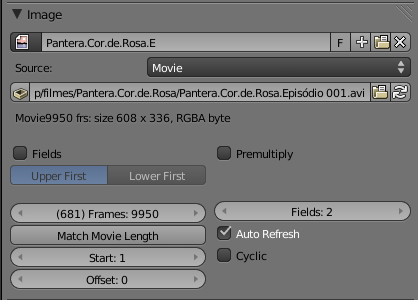 Image
Pantera.Cor.de.Rosa.E F
Source: Movie
p/filmes/Pantera.Cor.de.Rosa/Pantera.Cor.de.Rosa.Episódio 001.avi
Movie9950 frs: size 608 x 336, RGBA byte
Fields Premultiply
Upper First Lower First
(681) Frames: 9950 Fields: 2
Match Movie Length Auto Refresh
Start: 1 Cyclic
Offset: 0